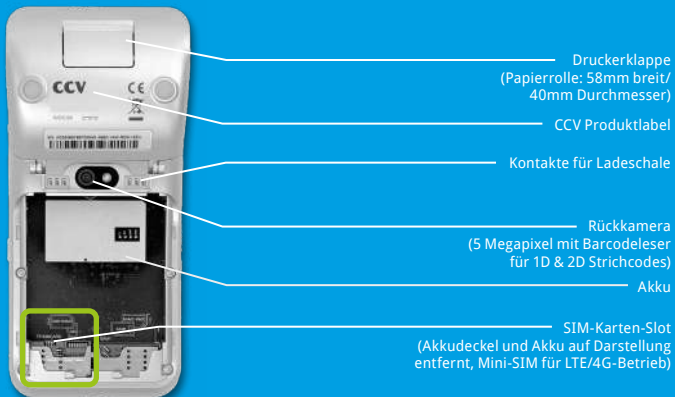 Druckerklappe
(Papierrolle: 58mm breit/
40mm Durchmesser)
CCV
CE
CCV Produktlabel
Kontakte für Ladeschale
Rückkamera
(5 Megapixel mit Barcodeleser
für 1D & 2D Strichcodes)
Akku
SIM-Karten-Slot
(Akkudeckel und Akku auf Darstellung
entfernt, Mini-SIM für LTE/4G-Betrieb)